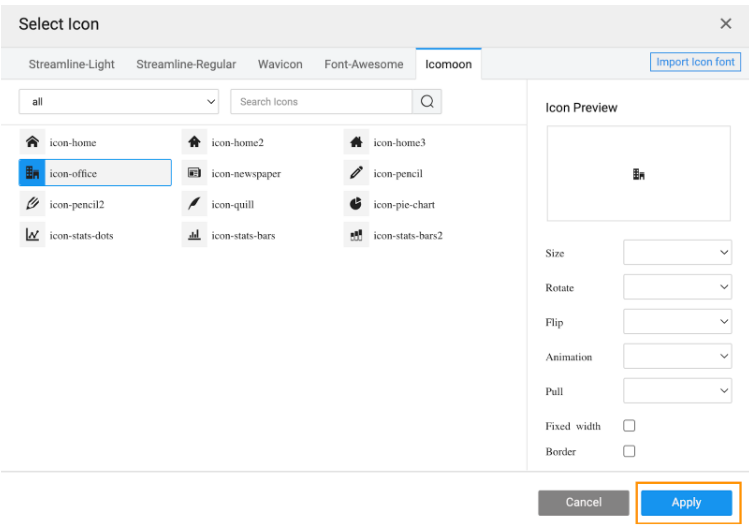 Select Icon
Streamline-Light Streamline-Regular Wavicon Font-Awesome Icomoon Import Icon font
all Search Icons
Icon Preview
icon-home icon-home2 icon-home3
icon-office icon-newspaper icon-pencil
icon-pencil2 icon-quill icon-pie-chart
icon-stats-dots icon-stats-bars icon-stats-bars2
Size
Rotate
Flip
Animation
Pull
Fixed width
Border
Cancel Apply